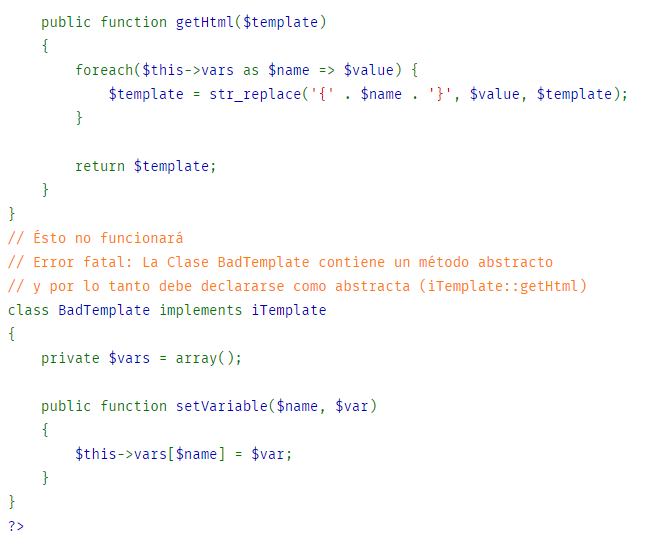 public function getHtml($template)
    {
        foreach($this->vars as $name => $value) {
            $template = str_replace('{' . $name . '}', $value, $template);
        }

        return $template;
    }
}
// Ésto no funcionará
// Error fatal: La Clase BadTemplate contiene un método abstracto
// y por lo tanto debe declararse como abstracta (iTemplate::getHtml)
class BadTemplate implements iTemplate
{
    private $vars = array();

    public function setVariable($name, $var)
    {
        $this->vars[$name] = $var;
    }
}
?>